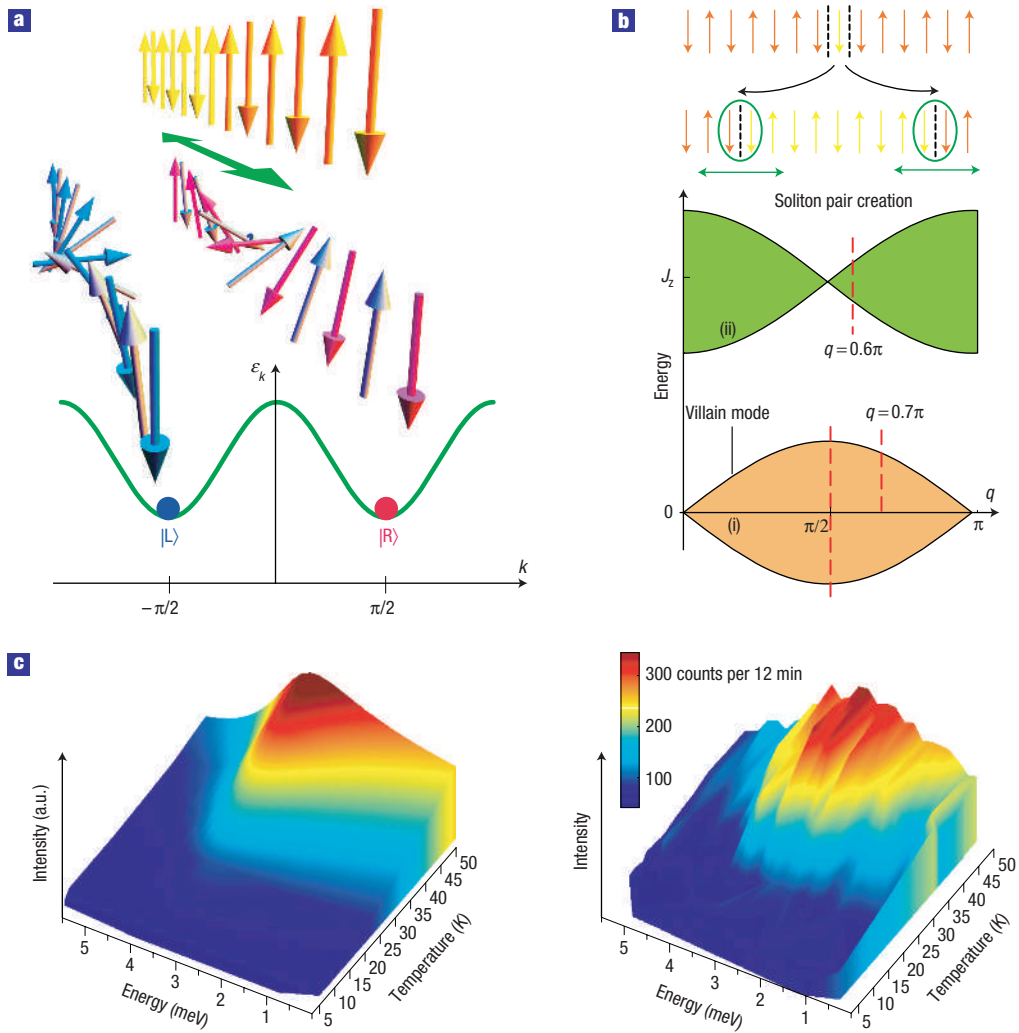 a
ε_k
|L⟩
|R⟩
k
−π/2
π/2
b
Soliton pair creation
J_z
(ii)
q = 0.6π
Energy
Villain mode
q = 0.7π
q
0
π/2
π
(i)
c
Intensity (a.u.)
5
4
3
2
1
Energy (meV)
5
10
15
20
25
30
35
40
45
50
Temperature (K)
300 counts per 12 min
200
100
Intensity
5
4
3
2
1
Energy (meV)
5
10
15
20
25
30
35
40
45
50
Temperature (K)